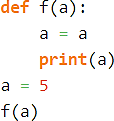 def f(a):
    a = a
    print(a)
a = 5
f(a)